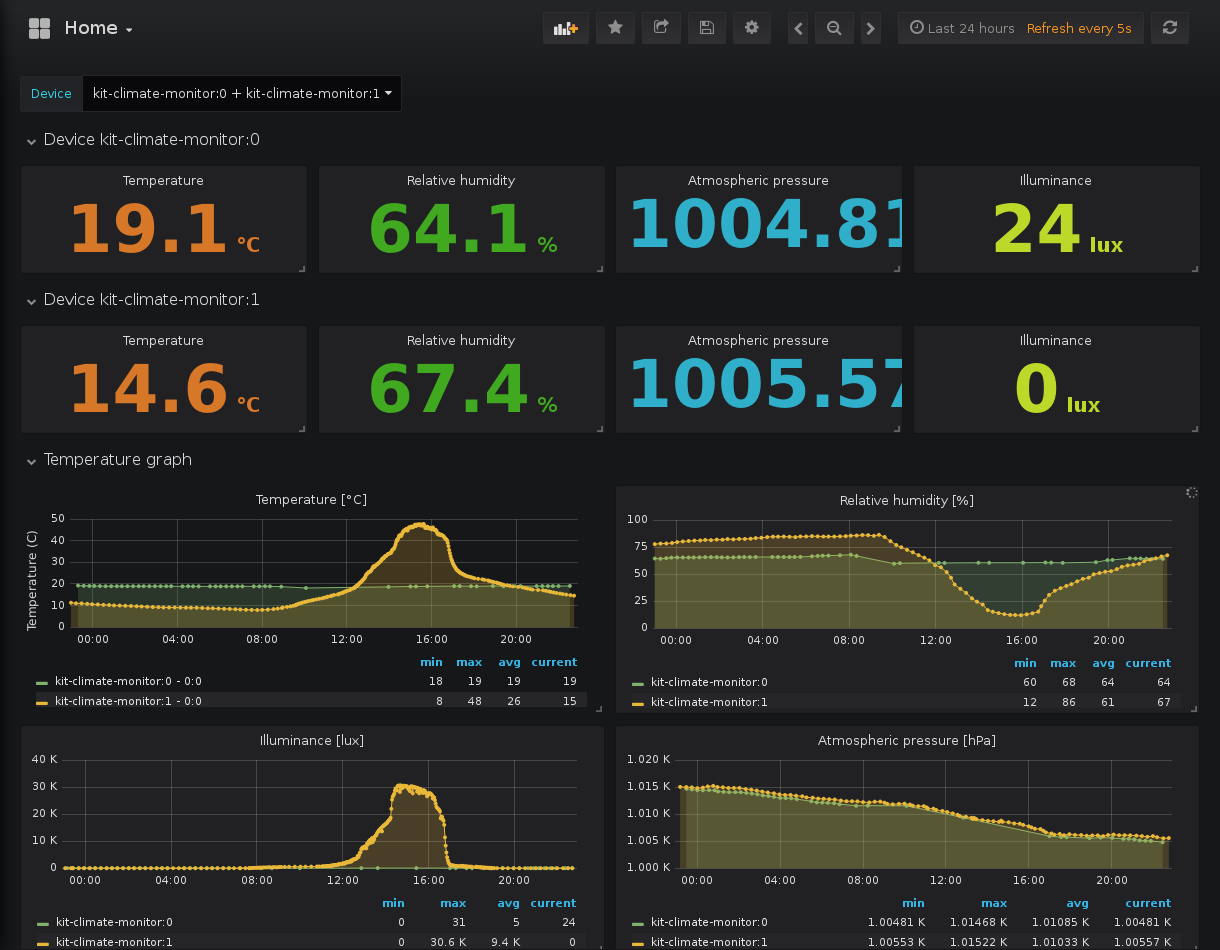 Home
Last 24 hours Refresh every 5s
Device kit-climate-monitor:0 + kit-climate-monitor:1
Device kit-climate-monitor:0
Temperature Relative humidity Atmospheric pressure Illuminance
19.1 °C 64.1 % 1004.81 24 lux
Device kit-climate-monitor:1
Temperature Relative humidity Atmospheric pressure Illuminance
14.6 °C 67.4 % 1005.57 0 lux
Temperature graph
Temperature [°C]
Temperature (C)
50
40
30
20
10
0
00:00 04:00 08:00 12:00 16:00 20:00
min max avg current
kit-climate-monitor:0 - 0:0 18 19 19 19
kit-climate-monitor:1 - 0:0 8 48 26 15
Relative humidity [%]
100
75
50
25
0
00:00 04:00 08:00 12:00 16:00 20:00
min max avg current
kit-climate-monitor:0 60 68 64 64
kit-climate-monitor:1 12 86 61 67
Illuminance [lux]
40 K
30 K
20 K
10 K
0
00:00 04:00 08:00 12:00 16:00 20:00
min max avg current
kit-climate-monitor:0 0 31 5 24
kit-climate-monitor:1 0 30.6 K 9.4 K 0
Atmospheric pressure [hPa]
1.020 K
1.015 K
1.010 K
1.005 K
1.000 K
00:00 04:00 08:00 12:00 16:00 20:00
min max avg current
kit-climate-monitor:0 1.00481 K 1.01468 K 1.01085 K 1.00481 K
kit-climate-monitor:1 1.00553 K 1.01522 K 1.01033 K 1.00557 K